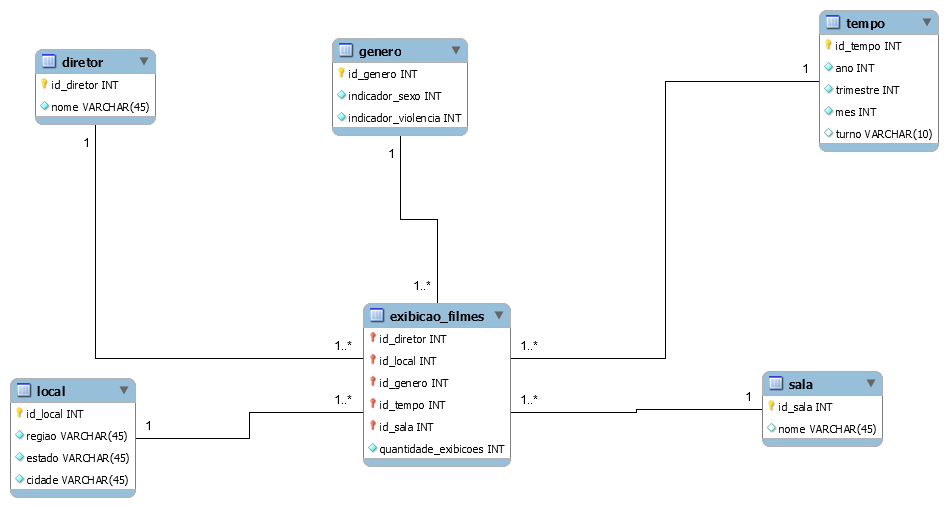 diretor
id_diretor INT
nome VARCHAR(45)
1
genero
id_genero INT
indicador_sexo INT
indicador_violencia INT
1
tempo
id_tempo INT
ano INT
trimestre INT
mes INT
turno VARCHAR(10)
1
1..*
exibicao_filmes
id_diretor INT
id_local INT
id_genero INT
id_tempo INT
id_sala INT
quantidade_exibicoes INT
1..*
1..*
1..*
1..*
local
id_local INT
regiao VARCHAR(45)
estado VARCHAR(45)
cidade VARCHAR(45)
1
sala
id_sala INT
nome VARCHAR(45)
1